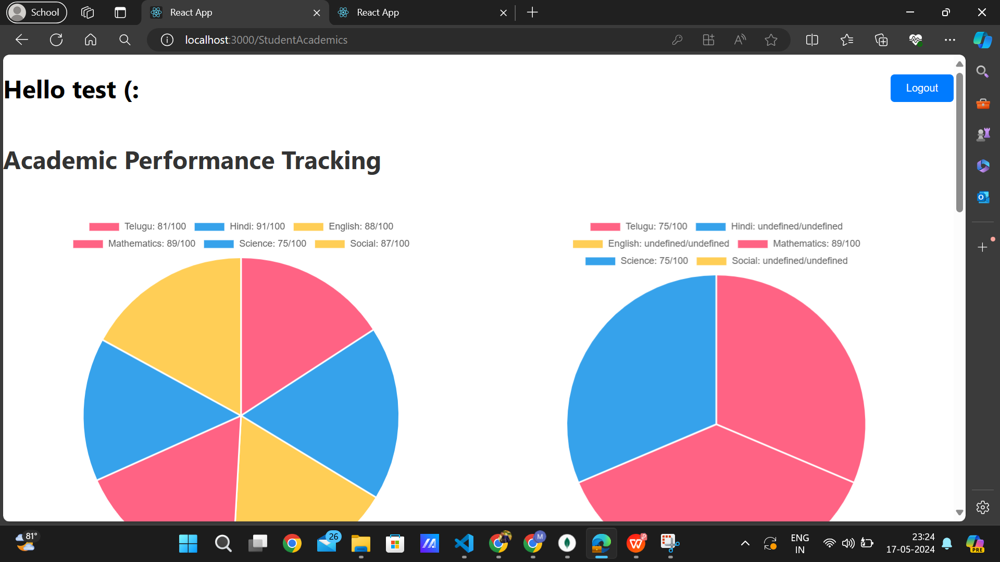 School
React App
React App
localhost:3000/StudentAcademics
Hello test (:
Logout
Academic Performance Tracking
Telugu: 81/100 Hindi: 91/100 English: 88/100
Mathematics: 89/100 Science: 75/100 Social: 87/100
Telugu: 75/100 Hindi: undefined/undefined
English: undefined/undefined Mathematics: 89/100
Science: 75/100 Social: undefined/undefined
81°
26
M
ENG
IN
23:24
17-05-2024
PRE